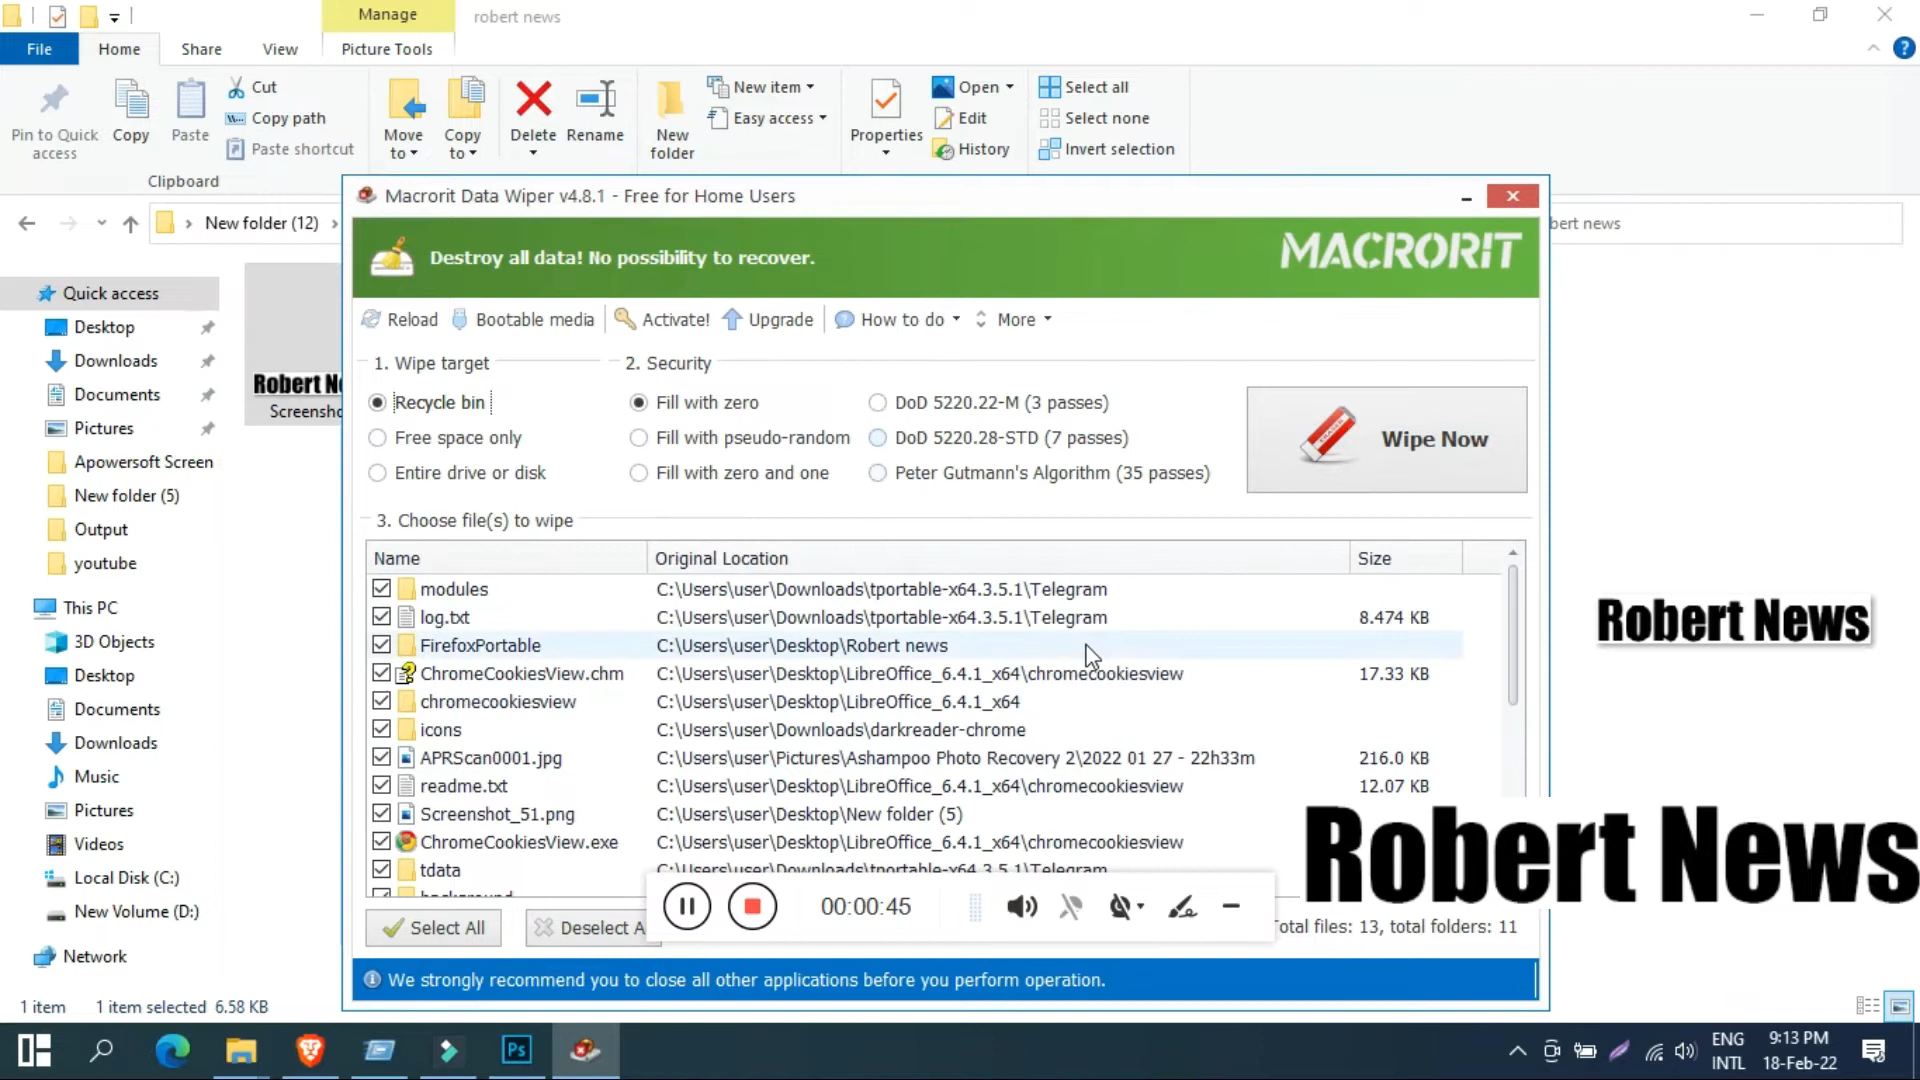 Manage
robert news
File
Home
Share
View
Picture Tools
Pin to Quick access
Copy
Paste
Cut
Copy path
Paste shortcut
Clipboard
Move to
Copy to
Delete
Rename
New folder
New item
Easy access
Properties
Open
Edit
History
Select all
Select none
Invert selection
New folder (12)
bert news
Macrorit Data Wiper v4.8.1 - Free for Home Users
Destroy all data! No possibility to recover.
MACRORIT
Reload
Bootable media
Activate!
Upgrade
How to do
More
1. Wipe target
2. Security
Recycle bin
Fill with zero
DoD 5220.22-M (3 passes)
Free space only
Fill with pseudo-random
DoD 5220.28-STD (7 passes)
Entire drive or disk
Fill with zero and one
Peter Gutmann's Algorithm (35 passes)
Wipe Now
3. Choose file(s) to wipe
Name Original Location Size
modules C:\Users\user\Downloads\tportable-x64.3.5.1\Telegram
log.txt C:\Users\user\Downloads\tportable-x64.3.5.1\Telegram 8.474 KB
FirefoxPortable C:\Users\user\Desktop\Robert news
ChromeCookiesView.chm C:\Users\user\Desktop\LibreOffice_6.4.1_x64\chromecookiesview 17.33 KB
chromecookiesview C:\Users\user\Desktop\LibreOffice_6.4.1_x64
icons C:\Users\user\Downloads\darkreader-chrome
APRScan0001.jpg C:\Users\user\Pictures\Ashampoo Photo Recovery 2\2022 01 27 - 22h33m 216.0 KB
readme.txt C:\Users\user\Desktop\LibreOffice_6.4.1_x64\chromecookiesview 12.07 KB
Screenshot_51.png C:\Users\user\Desktop\New folder (5)
ChromeCookiesView.exe C:\Users\user\Desktop\LibreOffice_6.4.1_x64\chromecookiesview
tdata C:\Users\user\Downloads\tportable-x64.3.5.1\Telegram
background
Select All
Deselect A
00:00:45
otal files: 13, total folders: 11
We strongly recommend you to close all other applications before you perform operation.
Quick access
Desktop
Downloads
Documents
Pictures
Apowersoft Screen
New folder (5)
Output
youtube
This PC
3D Objects
Desktop
Documents
Downloads
Music
Pictures
Videos
Local Disk (C:)
New Volume (D:)
Network
Robert Ne
Screensho
Robert News
Robert News
1 item
1 item selected 6.58 KB
Ps
ENG
INTL
9:13 PM
18-Feb-22